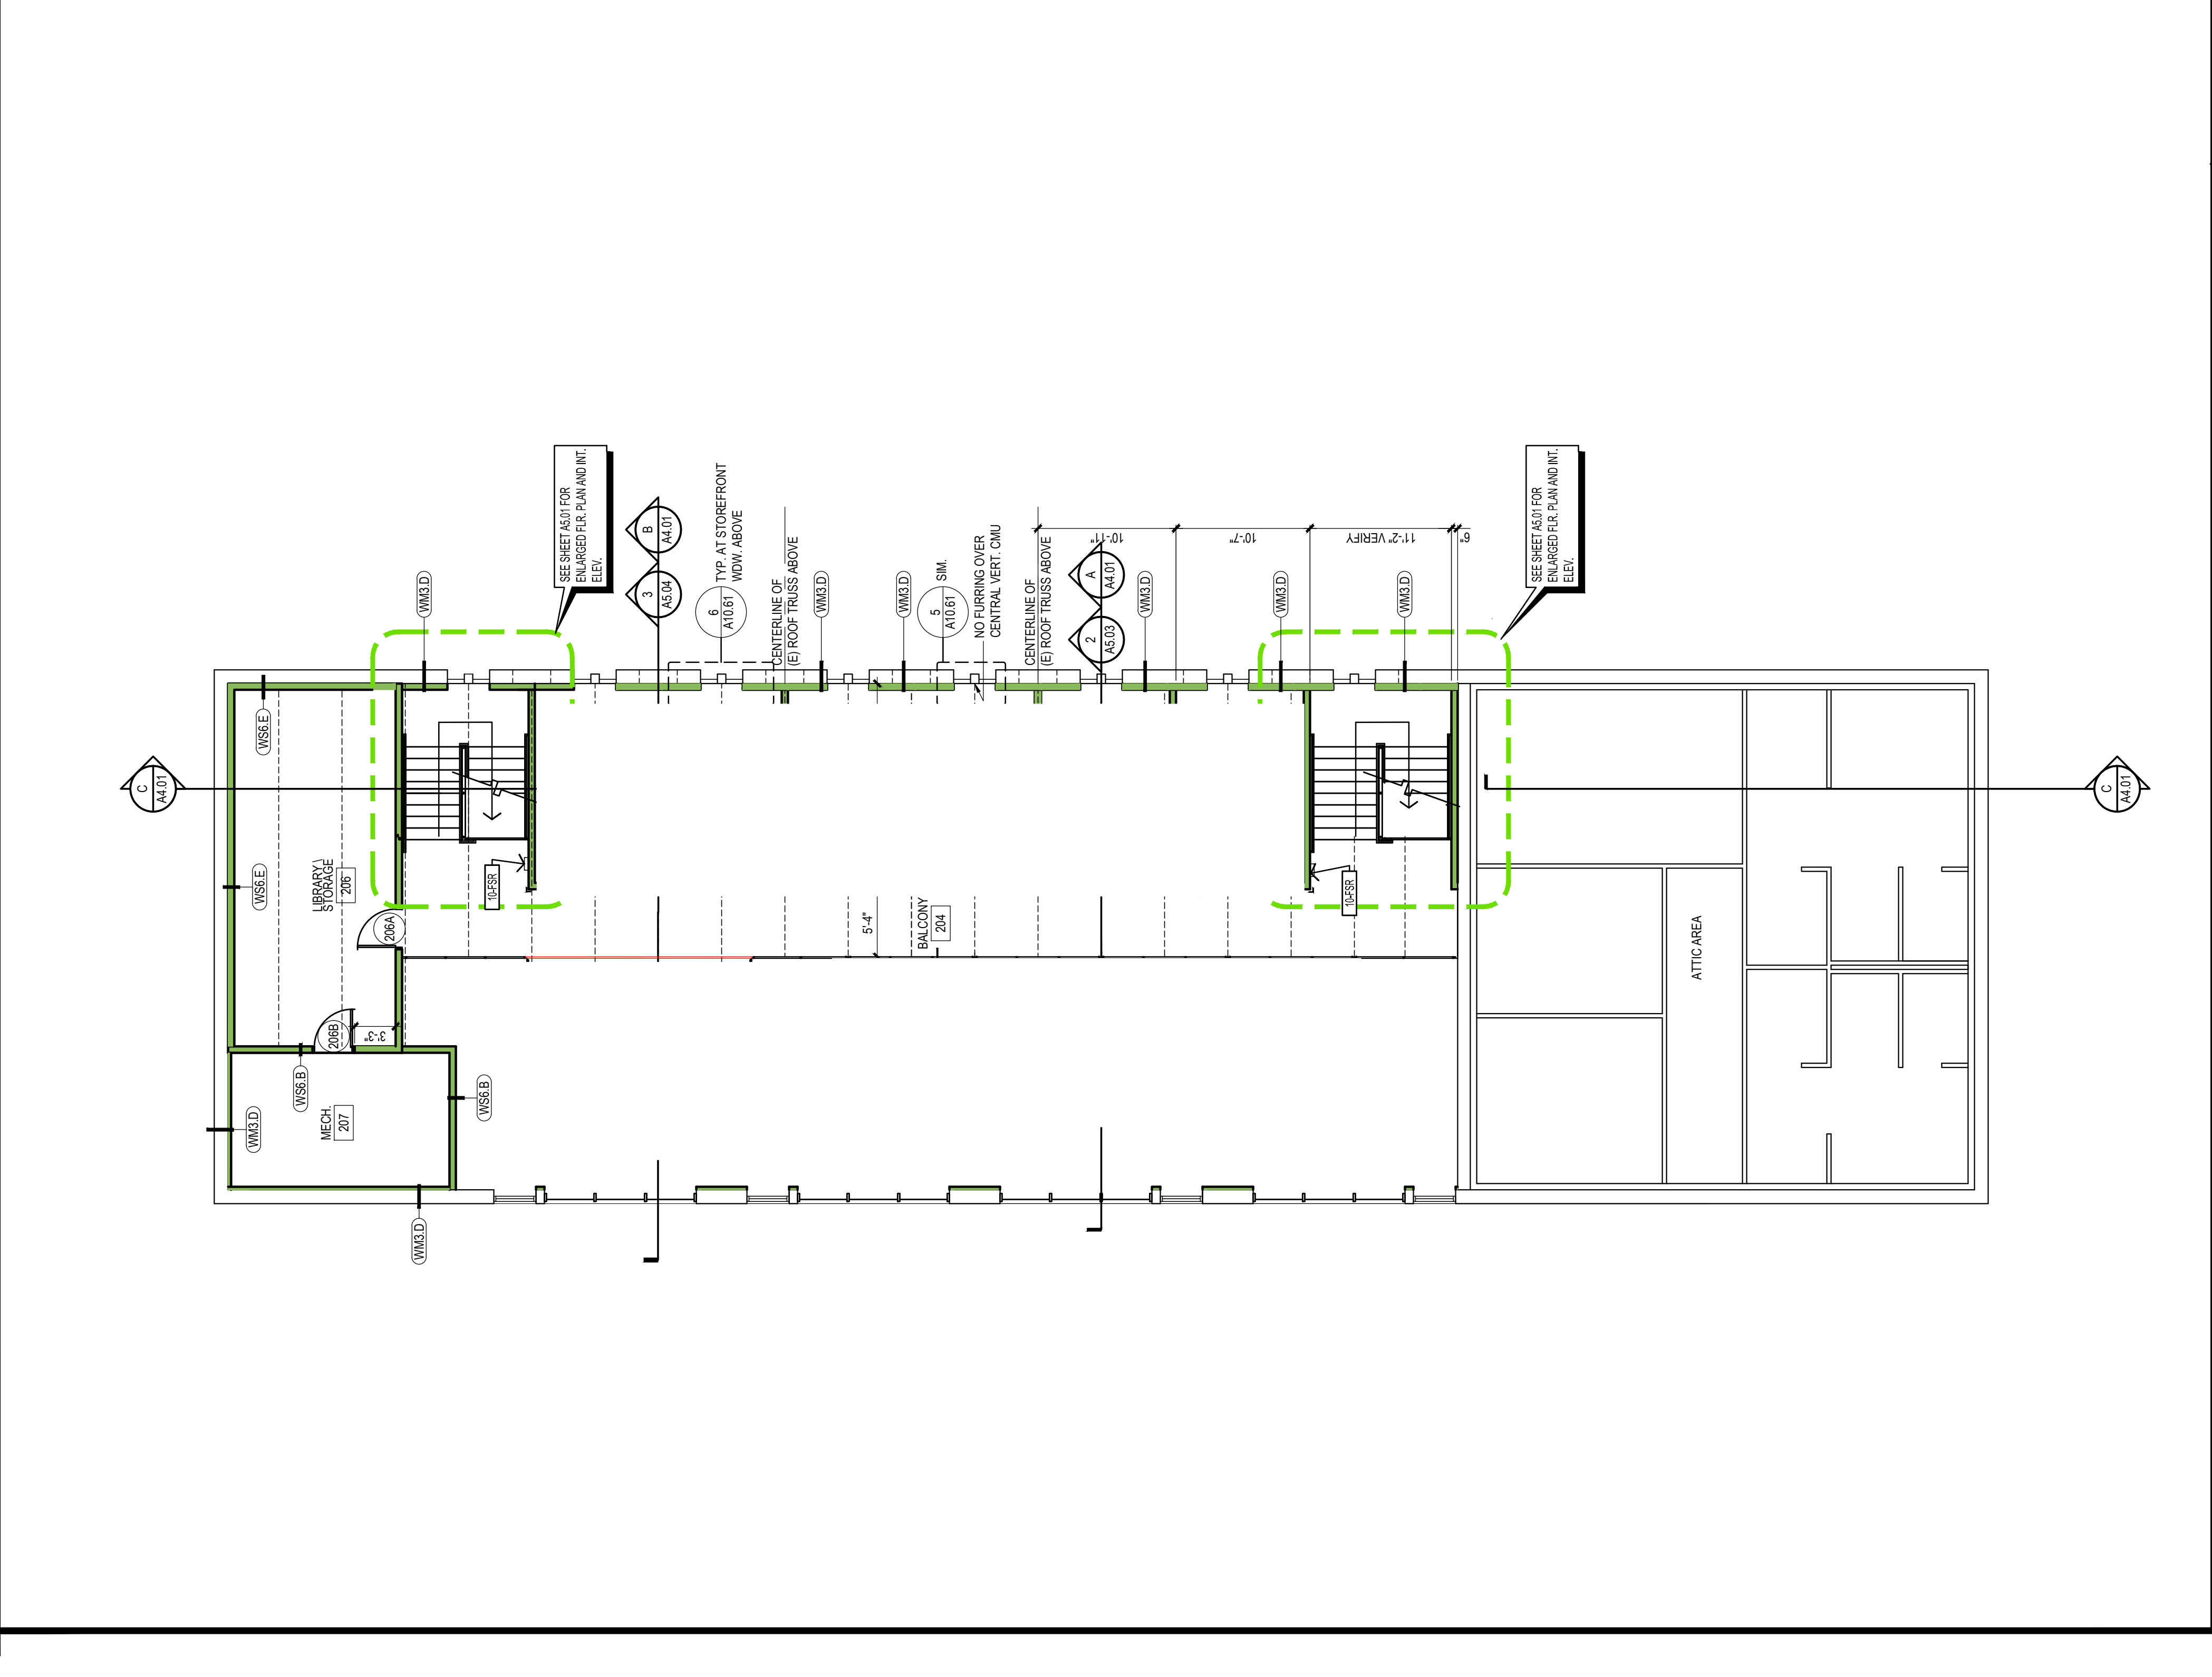 SEE SHEET A5.01 FOR
ENLARGED FLR. PLAN AND INT.
ELEV.
SEE SHEET A5.01 FOR
ENLARGED FLR. PLAN AND INT.
ELEV.
B
A4.01
3
A5.04
6
A10.61
TYP. AT STOREFRONT
WDW. ABOVE
CENTERLINE OF
(E) ROOF TRUSS ABOVE
5
A10.61
SIM.
NO FURRING OVER
CENTRAL VERT. CMU
CENTERLINE OF
(E) ROOF TRUSS ABOVE
A
A4.01
2
A5.03
10'-11"
10'-7"
11'-2" VERIFY
6"
WM3.D
WM3.D
WM3.D
WM3.D
WM3.D
WM3.D
C
A4.01
C
A4.01
WS6.E
WS6.E
LIBRARY \
STORAGE
206
206A
10-FSR
10-FSR
5'-4"
BALCONY
204
ATTIC AREA
206B
3'-3"
WS6.B
WS6.B
MECH.
207
WM3.D
WM3.D